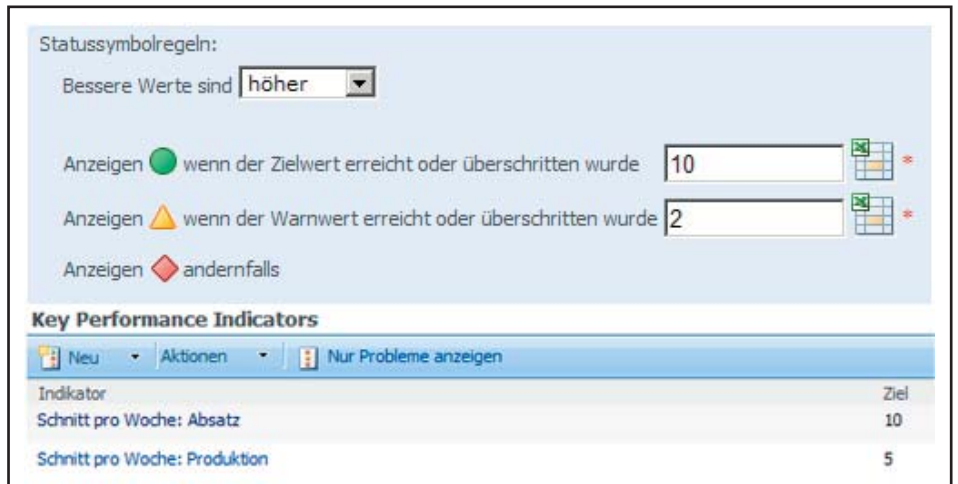 Statussymbolregeln:
Bessere Werte sind höher
Anzeigen wenn der Zielwert erreicht oder überschritten wurde 10 *
Anzeigen wenn der Warnwert erreicht oder überschritten wurde 2 *
Anzeigen andernfalls
Key Performance Indicators
Neu Aktionen Nur Probleme anzeigen
Indikator Ziel
Schnitt pro Woche: Absatz 10
Schnitt pro Woche: Produktion 5